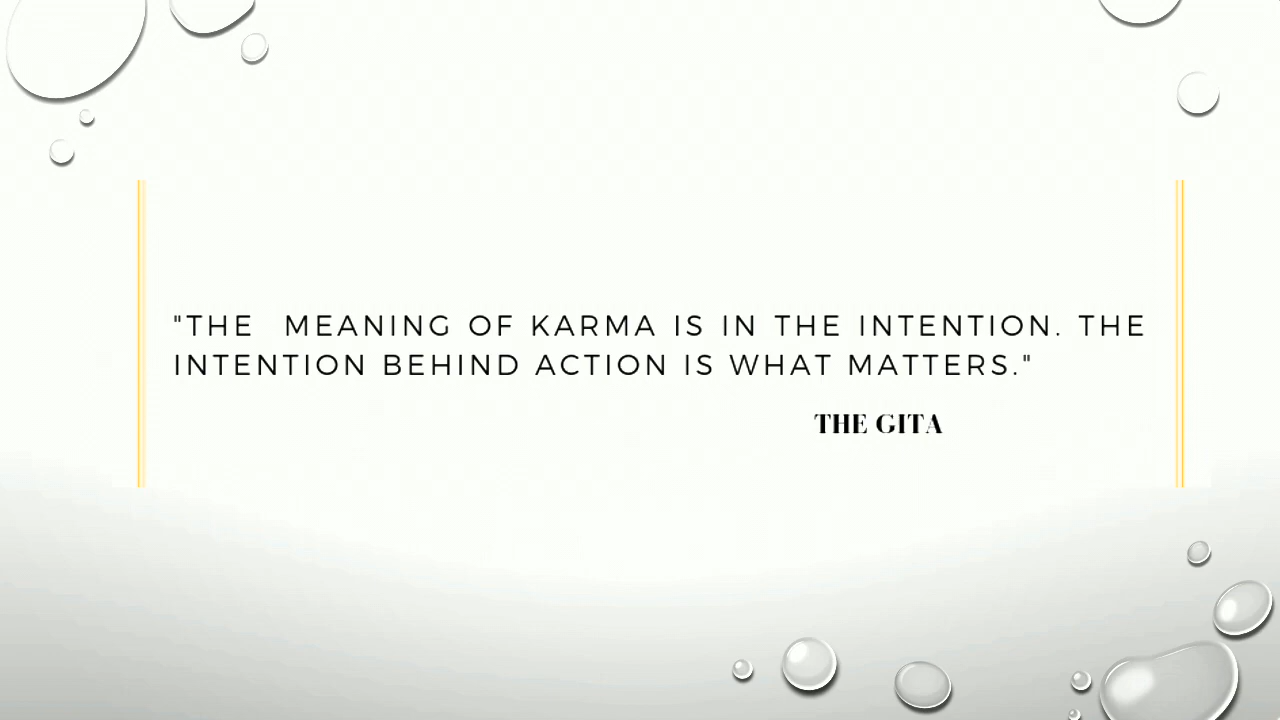 "THE MEANING OF KARMA IS IN THE INTENTION. THE
INTENTION BEHIND ACTION IS WHAT MATTERS."
THE GITA